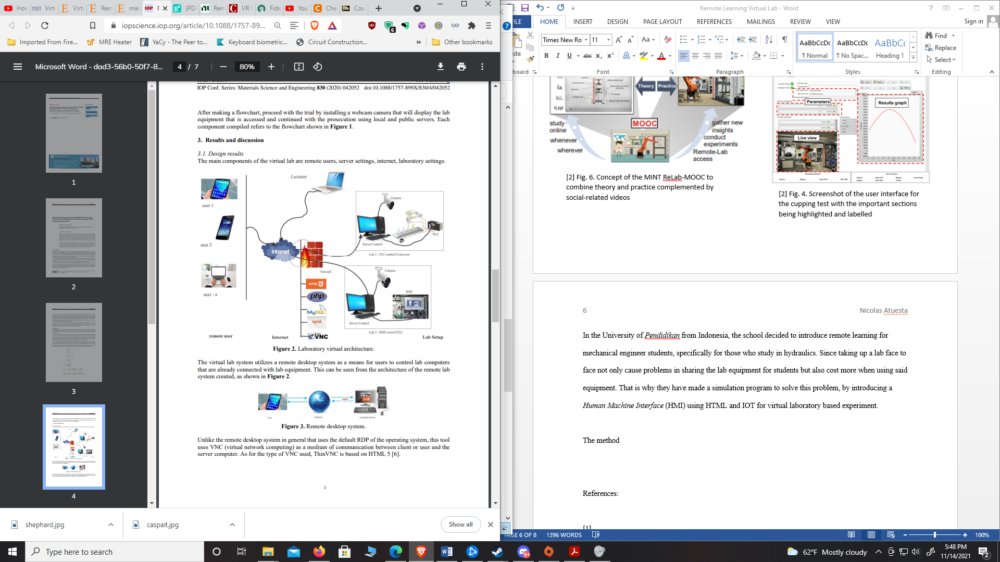 How
Virtu
Virtu
Rem
mai
IOP
(PD
Rem
VR (
Fide
You
Che
Bb Cou
iopscience.iop.org/article/10.1088/1757-89...
6
Imported From Fire...
MRE Heater
YaCy - The Peer to...
Keyboard biometric...
Circuit Construction...
»
Other bookmarks
Microsoft Word - dad3-56b0-50f7-8...
4 / 7
80%
1
2
3
4
IOP Conf. Series: Materials Science and Engineering 830 (2020) 042052 doi:10.1088/1757-899X/830/4/042052
After making a flowchart, proceed with the trial by installing a webcam camera that will display the lab
equipment that is accessed and continued with the prosecution using local and public servers. Each
component compiled refers to the flowchart shown in Figure 1.
3. Results and discussion
3.1. Design results
The main components of the virtual lab are remote users, server settings, internet, laboratory settings.
Lecturer
user 1
user 2
user - n
Internet
Firewall
HTML 5
php
MySQL
ngrok
VNC
Camera
PLC
Server Control
Lab 1 : PLC control Conveyor
Camera
HMI
Server Control
Lab 2 : HMI control PLC
remote user
Internet
Lab Setup
Figure 2. Laboratory virtual architecture.
The virtual lab system utilizes a remote desktop system as a means for users to control lab computers
that are already connected with lab equipment. This can be seen from the architecture of the remote lab
system created, as shown in Figure 2.
ngrok
VNC
User
Internet
computer server
Figure 3. Remote desktop system.
Unlike the remote desktop system in general that uses the default RDP of the operating system, this tool
uses VNC (virtual network computing) as a medium of communication between client or user and the
server computer. As for the type of VNC used, ThinVNC is based on HTML 5 [6].
3
shephard.jpg
caspait.jpg
Show all
Remote Learning Virtual Lab - Word
FILE
HOME
INSERT
DESIGN
PAGE LAYOUT
REFERENCES
MAILINGS
REVIEW
VIEW
Sign in
Times New Ro
11
Aa
B I U abc x₂ x²
AaBbCcDc
AaBbCcDc
AaBbC
¶ Normal
¶ No Spac...
Heading 1
Find
Replace
Select
Font
Paragraph
Styles
Editing
Theory
Practice
MOOC
study
online
whenever
wherever
gather new
insights
conduct
experiments
Remote-Lab
access
Parameters
Results graph
Live view
[2] Fig. 6. Concept of the MINT ReLab-MOOC to
combine theory and practice complemented by
social-related videos
[2] Fig. 4. Screenshot of the user interface for
the cupping test with the important sections
being highlighted and labelled
6
Nicolas Atuesta
In the University of Pendidikan from Indonesia, the school decided to introduce remote learning for
mechanical engineer students, specifically for those who study in hydraulics. Since taking up a lab face to
face not only cause problems in sharing the lab equipment for students but also cost more when using said
equipment. That is why they have made a simulation program to solve this problem, by introducing a
Human Machine Interface (HMI) using HTML and IOT for virtual laboratory based experiment.
The method
References:
[1]
PAGE 6 OF 8
1396 WORDS
100%
Type here to search
62°F Mostly cloudy
5:48 PM
11/14/2021
2